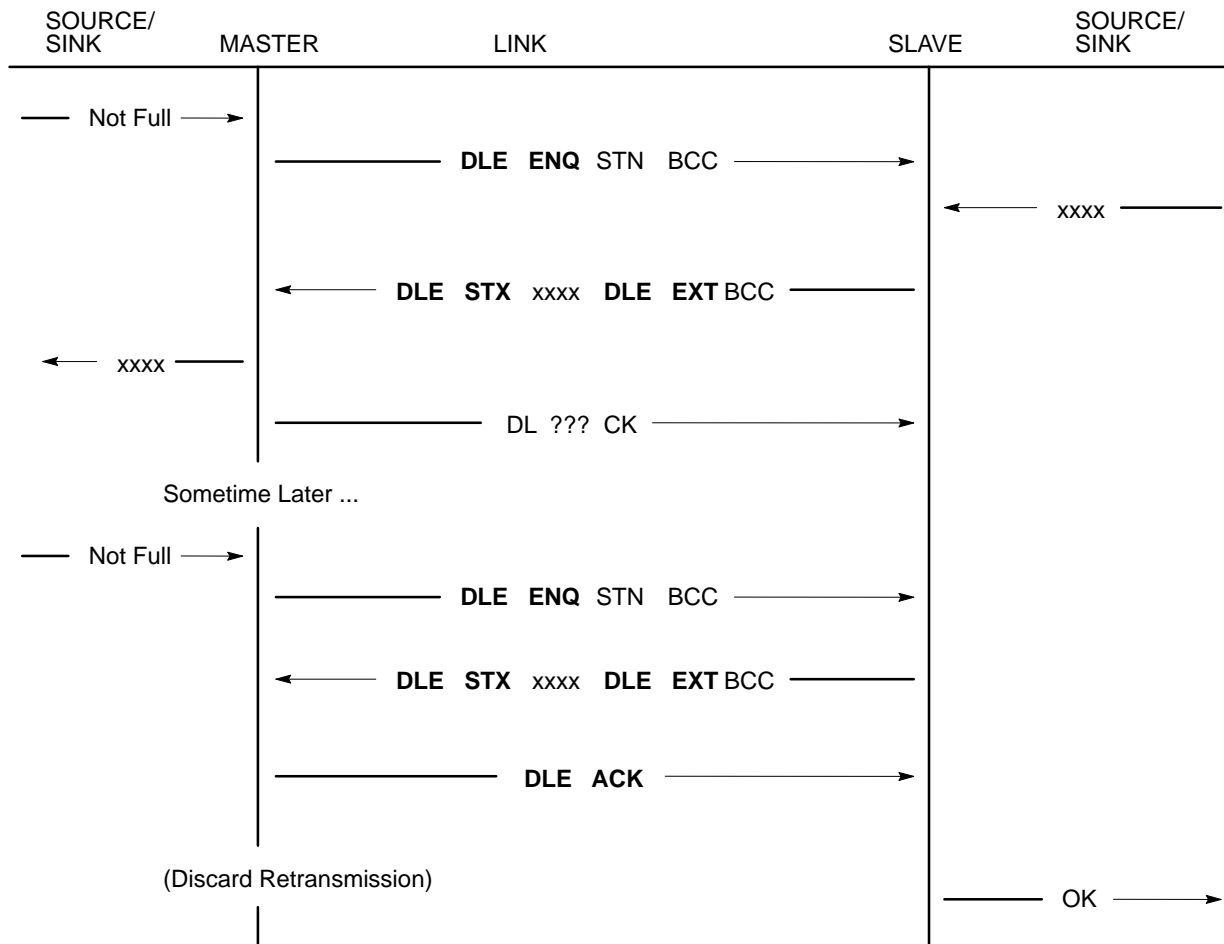 SOURCE/
SINK
MASTER
LINK
SLAVE
SOURCE/
SINK
Not Full
DLE ENQ STN BCC
xxxx
DLE STX xxxx DLE EXT BCC
xxxx
DL ??? CK
Sometime Later ...
Not Full
DLE ENQ STN BCC
DLE STX xxxx DLE EXT BCC
DLE ACK
(Discard Retransmission)
OK